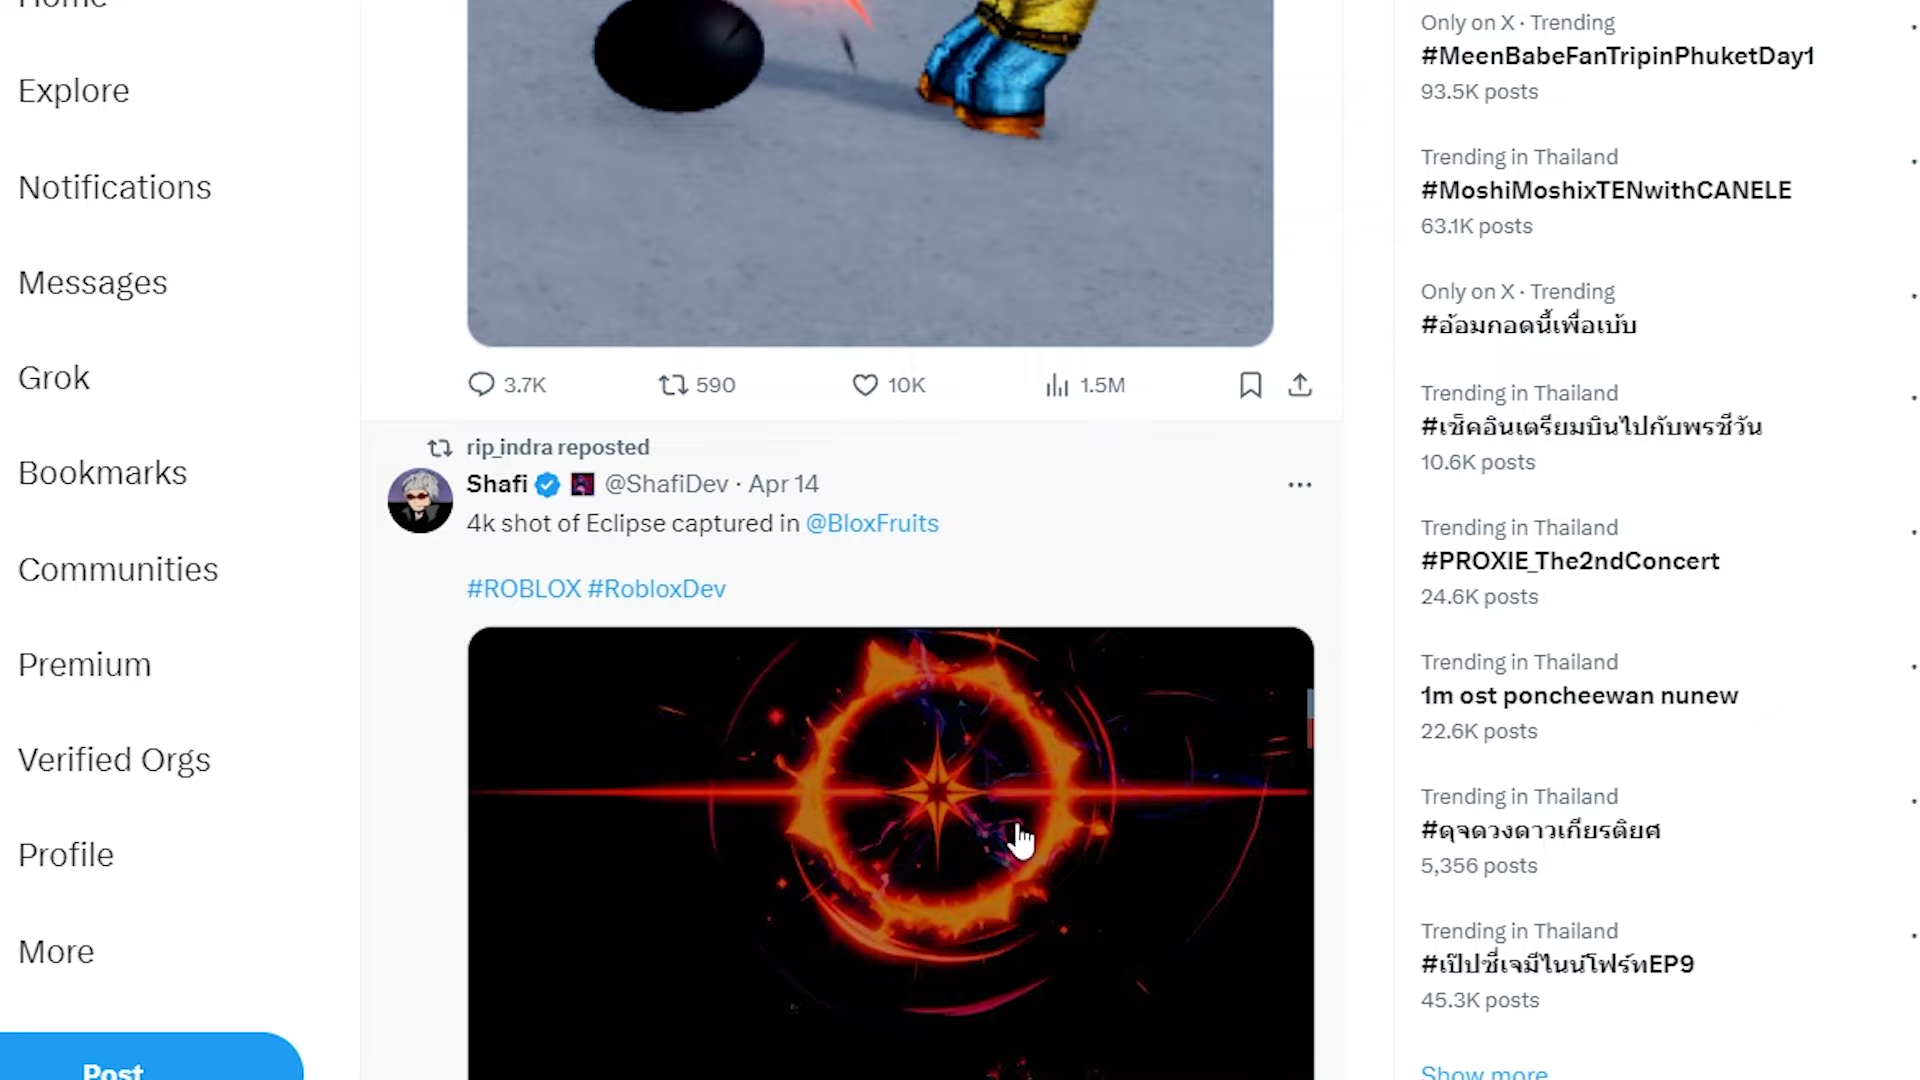 Home
Explore
Notifications
Messages
Grok
Bookmarks
Communities
Premium
Verified Orgs
Profile
More
Post
3.7K
590
10K
1.5M
rip_indra reposted
Shafi @ShafiDev · Apr 14
4k shot of Eclipse captured in @BloxFruits
#ROBLOX #RobloxDev
Only on X · Trending
#MeenBabeFanTripinPhuketDay1
93.5K posts
Trending in Thailand
#MoshiMoshixTENwithCANELE
63.1K posts
Only on X · Trending
#อ้อมกอดนี้เพื่อเบ้บ
Trending in Thailand
#เช็คอินเตรียมบินไปกับพรชีวัน
10.6K posts
Trending in Thailand
#PROXIE_The2ndConcert
24.6K posts
Trending in Thailand
1m ost poncheewan nunew
22.6K posts
Trending in Thailand
#ดุจดวงดาวเกียรติยศ
5,356 posts
Trending in Thailand
#เป๊ปซี่เจมีไนน์โฟร์ทEP9
45.3K posts
Show more